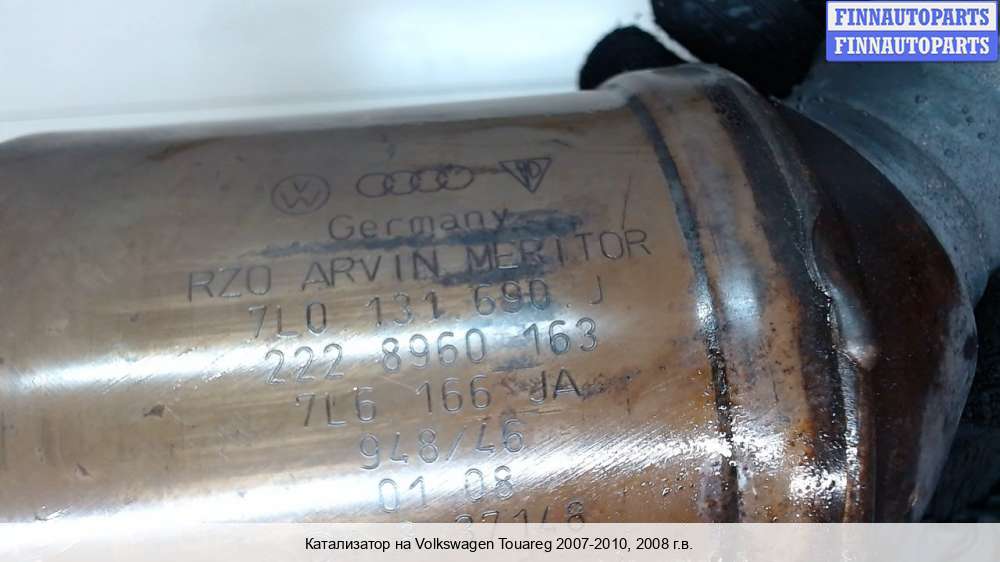 FINNAUTOPARTS
FINNAUTOPARTS
Germany
RZO ARVIN MERITOR
7L0 131 690 J
222 8960 163
7L6 166 JA
948/46
01 08
37148
Катализатор на Volkswagen Touareg 2007-2010, 2008 г.в.